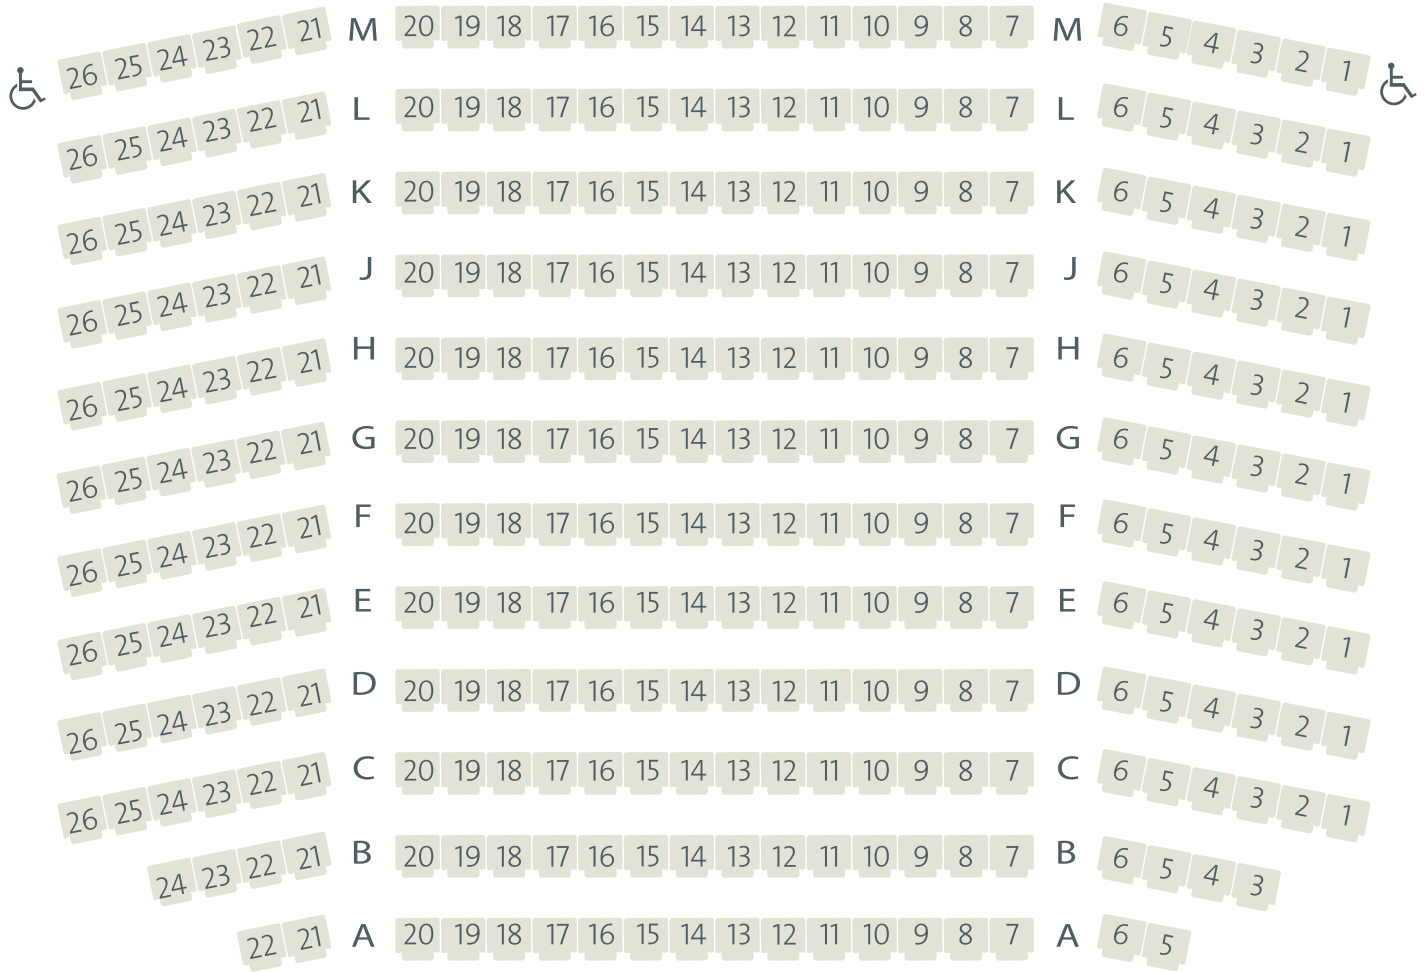 26 25 24 23 22 21 M 20 19 18 17 16 15 14 13 12 11 10 9 8 7 M 6 5 4 3 2 1
26 25 24 23 22 21 L 20 19 18 17 16 15 14 13 12 11 10 9 8 7 L 6 5 4 3 2 1
26 25 24 23 22 21 K 20 19 18 17 16 15 14 13 12 11 10 9 8 7 K 6 5 4 3 2 1
26 25 24 23 22 21 J 20 19 18 17 16 15 14 13 12 11 10 9 8 7 J 6 5 4 3 2 1
26 25 24 23 22 21 H 20 19 18 17 16 15 14 13 12 11 10 9 8 7 H 6 5 4 3 2 1
26 25 24 23 22 21 G 20 19 18 17 16 15 14 13 12 11 10 9 8 7 G 6 5 4 3 2 1
26 25 24 23 22 21 F 20 19 18 17 16 15 14 13 12 11 10 9 8 7 F 6 5 4 3 2 1
26 25 24 23 22 21 E 20 19 18 17 16 15 14 13 12 11 10 9 8 7 E 6 5 4 3 2 1
26 25 24 23 22 21 D 20 19 18 17 16 15 14 13 12 11 10 9 8 7 D 6 5 4 3 2 1
26 25 24 23 22 21 C 20 19 18 17 16 15 14 13 12 11 10 9 8 7 C 6 5 4 3 2 1
24 23 22 21 B 20 19 18 17 16 15 14 13 12 11 10 9 8 7 B 6 5 4 3
22 21 A 20 19 18 17 16 15 14 13 12 11 10 9 8 7 A 6 5